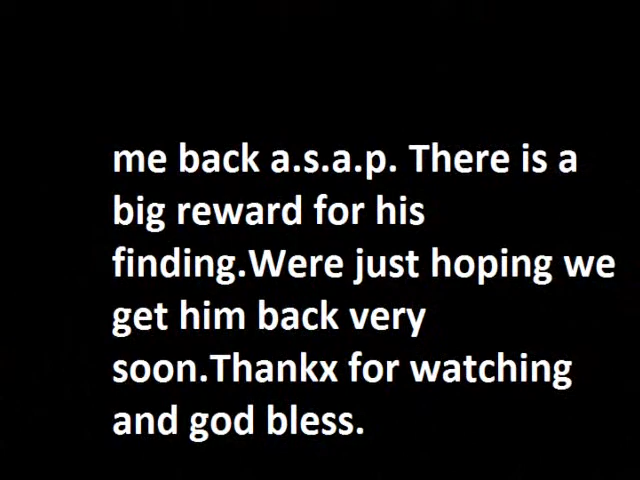 me back a.s.a.p. There is a
big reward for his
finding.Were just hoping we
get him back very
soon.Thankx for watching
and god bless.